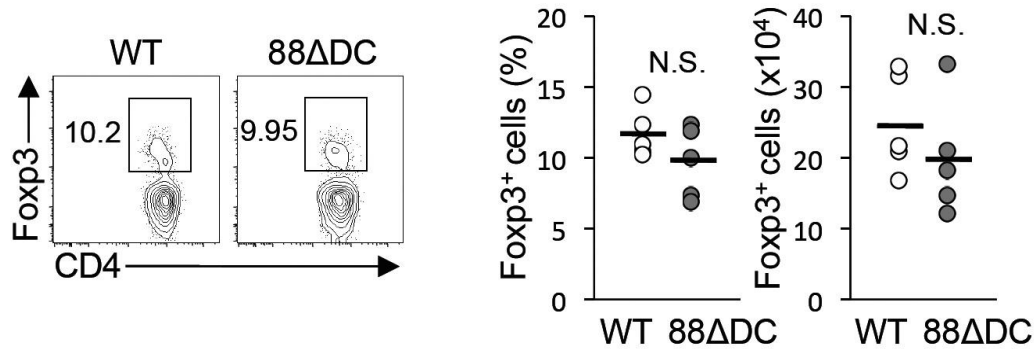 WT
88ΔDC
Foxp3
10.2
9.95
CD4
Foxp3⁺ cells (%)
20
15
10
5
0
N.S.
WT 88ΔDC
Foxp3⁺ cells (x10⁴)
40
30
20
10
0
N.S.
WT 88ΔDC